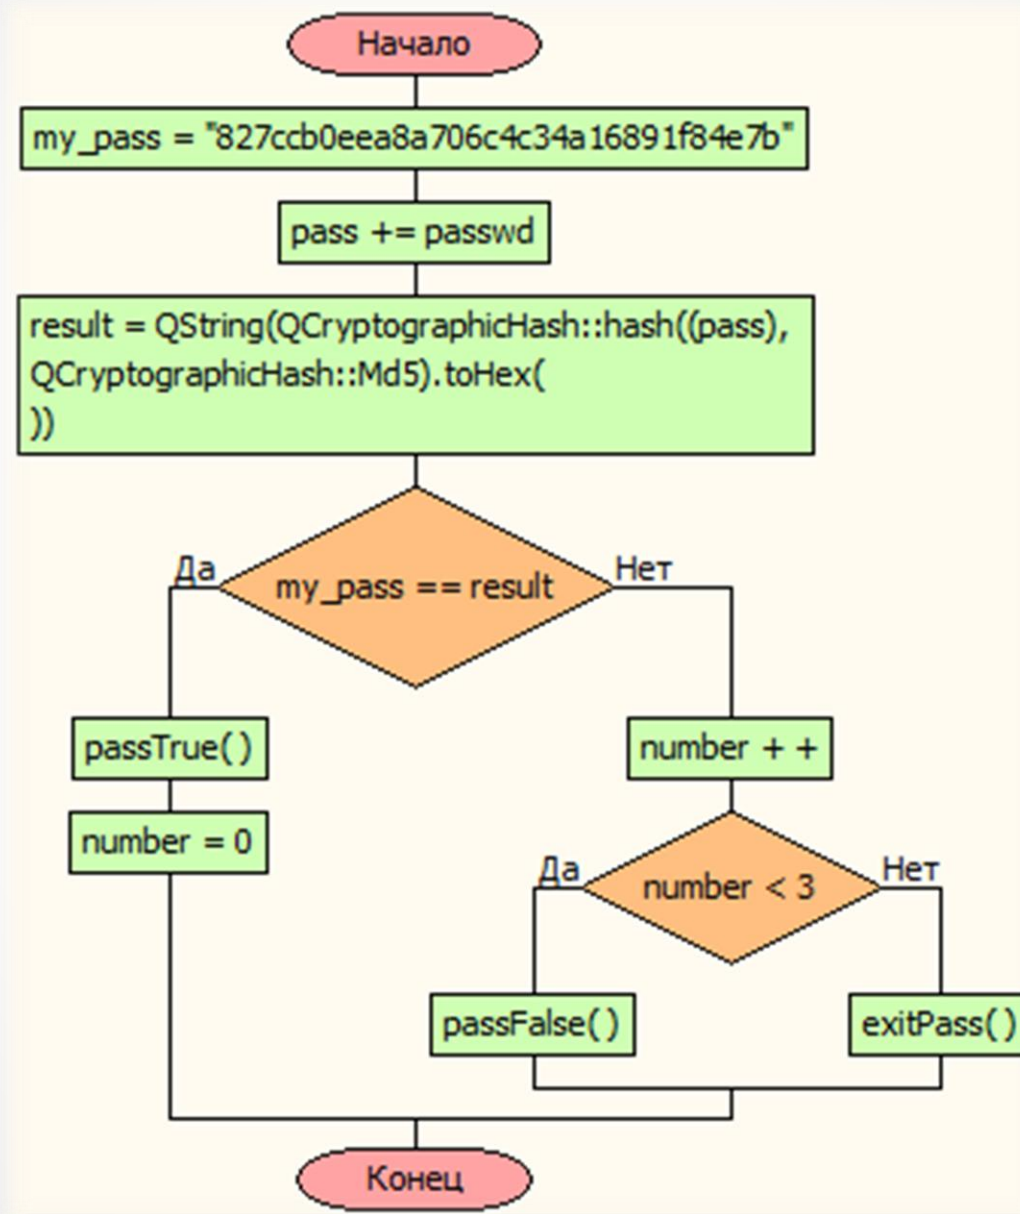 Начало
my_pass = "827ccb0eea8a706c4c34a16891f84e7b"
pass += passwd
result = QString(QCryptographicHash::hash((pass),
QCryptographicHash::Md5).toHex(
))
my_pass == result
Да
Нет
passTrue()
number + +
number = 0
number < 3
Да
Нет
passFalse()
exitPass()
Конец